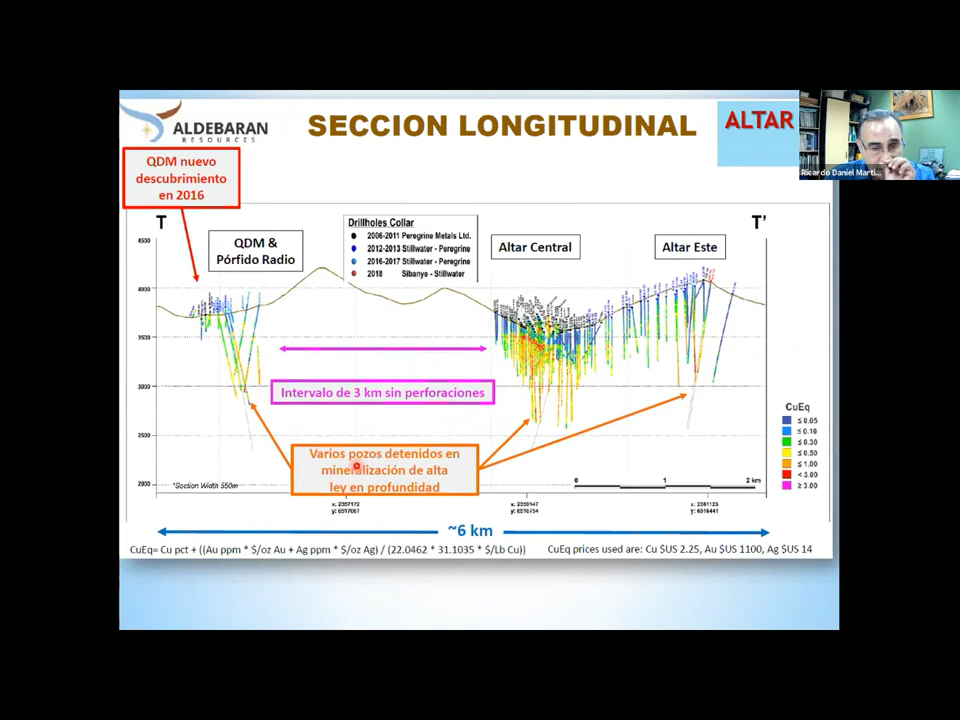 ALDEBARAN
RESOURCES
SECCION LONGITUDINAL
ALTAR
Ricardo Daniel Marti...
QDM nuevo
descubrimiento
en 2016
T
T'
QDM &
Pórfido Radio
Drillholes Collar
2006-2011 Peregrine Metals Ltd.
2012-2013 Stillwater - Peregrine
2016-2017 Stillwater - Peregrine
2018 Sibanye - Stillwater
Altar Central
Altar Este
4500
4000
3500
3000
2500
2000
Intervalo de 3 km sin perforaciones
Varios pozos detenidos en
mineralización de alta
ley en profundidad
*Section Width 550m
0 1 2 km
CuEq
≤ 0.05
≤ 0.10
≤ 0.30
≤ 0.50
≤ 1.00
< 3.00
≥ 3.00
~6 km
CuEq= Cu pct + ((Au ppm * $/oz Au + Ag ppm * $/oz Ag) / (22.0462 * 31.1035 * $/Lb Cu))
CuEq prices used are: Cu $US 2.25, Au $US 1100, Ag $US 14